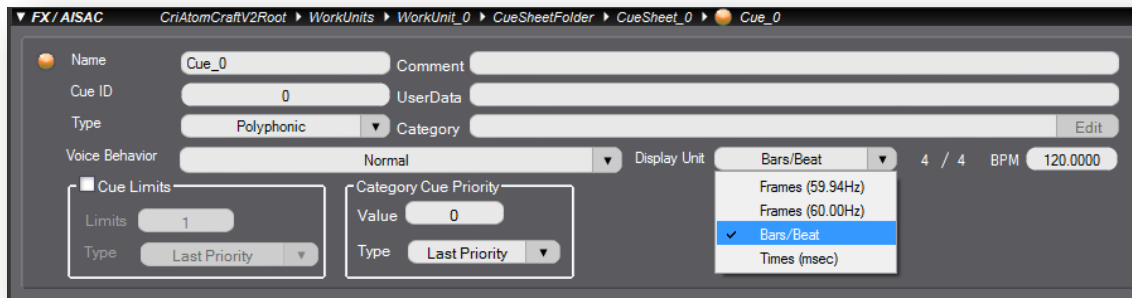 ▼ FX / AISAC CriAtomCraftV2Root ▶ WorkUnits ▶ WorkUnit_0 ▶ CueSheetFolder ▶ CueSheet_0 ▶ Cue_0
Name Cue_0 Comment
Cue ID 0 UserData
Type Polyphonic ▼ Category Edit
Voice Behavior Normal ▼ Display Unit Bars/Beat ▼ 4 / 4 BPM 120.0000
Cue Limits Category Cue Priority Frames (59.94Hz)
Limits 1 Value 0 Frames (60.00Hz)
✓ Bars/Beat
Type Last Priority ▼ Type Last Priority ▼ Times (msec)